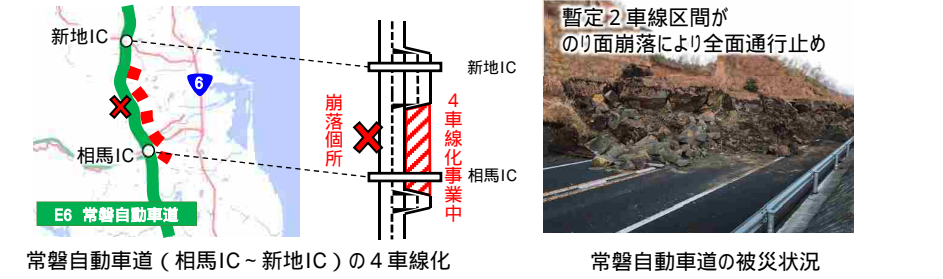 新地IC
6
相馬IC
E6 常磐自動車道
新地IC
崩落個所
4車線化事業中
相馬IC
常磐自動車道(相馬IC~新地IC)の4車線化
暫定2車線区間が
のり面崩落により全面通行止め
常磐自動車道の被災状況